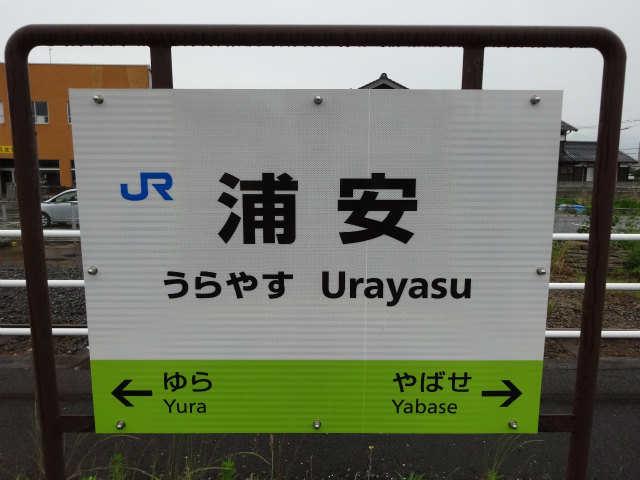 JR 浦安
うらやす Urayasu
← ゆら やばせ →
Yura Yabase